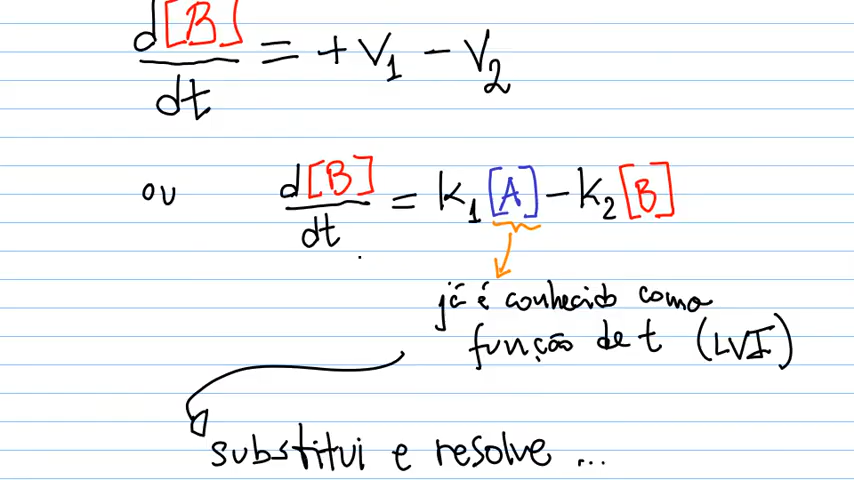 d[B]/dt = + V1 - V2
ou d[B]/dt = k1 [A] - k2 [B]
já é conhecido como
função de t (LVI)
substitui e resolve ...